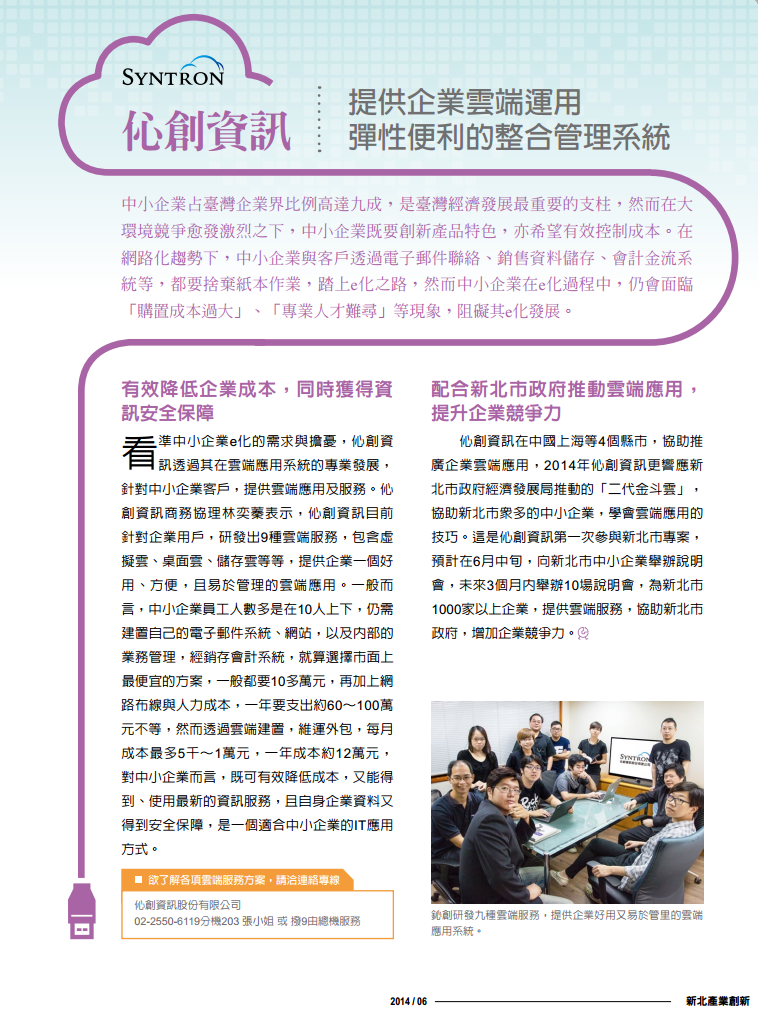 SYNTRON
伈創資訊
提供企業雲端運用
彈性便利的整合管理系統
中小企業占臺灣企業界比例高達九成，是臺灣經濟發展最重要的支柱，然而在大
環境競爭愈發激烈之下，中小企業既要創新產品特色，亦希望有效控制成本。在
網路化趨勢下，中小企業與客戶透過電子郵件聯絡、銷售資料儲存、會計金流系
統等，都要捨棄紙本作業，踏上e化之路，然而中小企業在e化過程中，仍會面臨
「購置成本過大」、「專業人才難尋」等現象，阻礙其e化發展。
有效降低企業成本，同時獲得資
訊安全保障
看準中小企業e化的需求與擔憂，伈創資
訊透過其在雲端應用系統的專業發展，
針對中小企業客戶，提供雲端應用及服務。伈
創資訊商務協理林奕蓁表示，伈創資訊目前
針對企業用戶，研發出9種雲端服務，包含虛
擬雲、桌面雲、儲存雲等等，提供企業一個好
用、方便，且易於管理的雲端應用。一般而
言，中小企業員工人數多是在10人上下，仍需
建置自己的電子郵件系統、網站，以及內部的
業務管理，經銷存會計系統，就算選擇市面上
最便宜的方案，一般都要10多萬元，再加上網
路布線與人力成本，一年要支出約60～100萬
元不等，然而透過雲端建置，維運外包，每月
成本最多5干～1萬元，一年成本約12萬元，
對中小企業而言，既可有效降低成本，又能得
到、使用最新的資訊服務，且自身企業資料又
得到安全保障，是一個適合中小企業的IT應用
方式。
■ 欲了解各項雲端服務方案，請洽連絡專線
伈創資訊股份有限公司
02-2550-6119分機203 張小姐 或 撥9由總機服務
配合新北市政府推動雲端應用，
提升企業競爭力
伈創資訊在中國上海等4個縣市，協助推
廣企業雲端應用，2014年伈創資訊更響應新
北市政府經濟發展局推動的「二代金斗雲」，
協助新北市眾多的中小企業，學會雲端應用的
技巧。這是伈創資訊第一次參與新北市專案，
預計在6月中旬，向新北市中小企業舉辦說明
會，未來3個月內舉辦10場說明會，為新北市
1000家以上企業，提供雲端服務，協助新北市
政府，增加企業競爭力。
SYNTRON
鈊創研發九種雲端服務，提供企業好用又易於管里的雲端
應用系統。
2014 / 06
新北產業創新